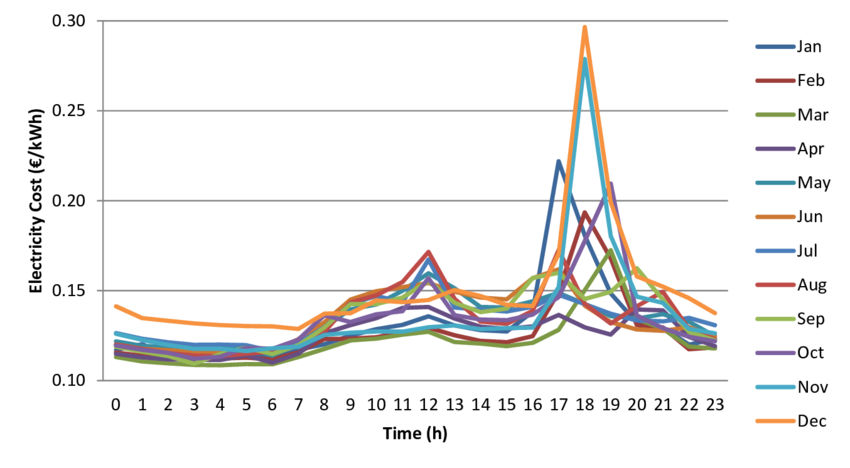 Electricity Cost (€/kWh)
0.30
0.25
0.20
0.15
0.10
0 1 2 3 4 5 6 7 8 9 10 11 12 13 14 15 16 17 18 19 20 21 22 23
Time (h)
Jan
Feb
Mar
Apr
May
Jun
Jul
Aug
Sep
Oct
Nov
Dec